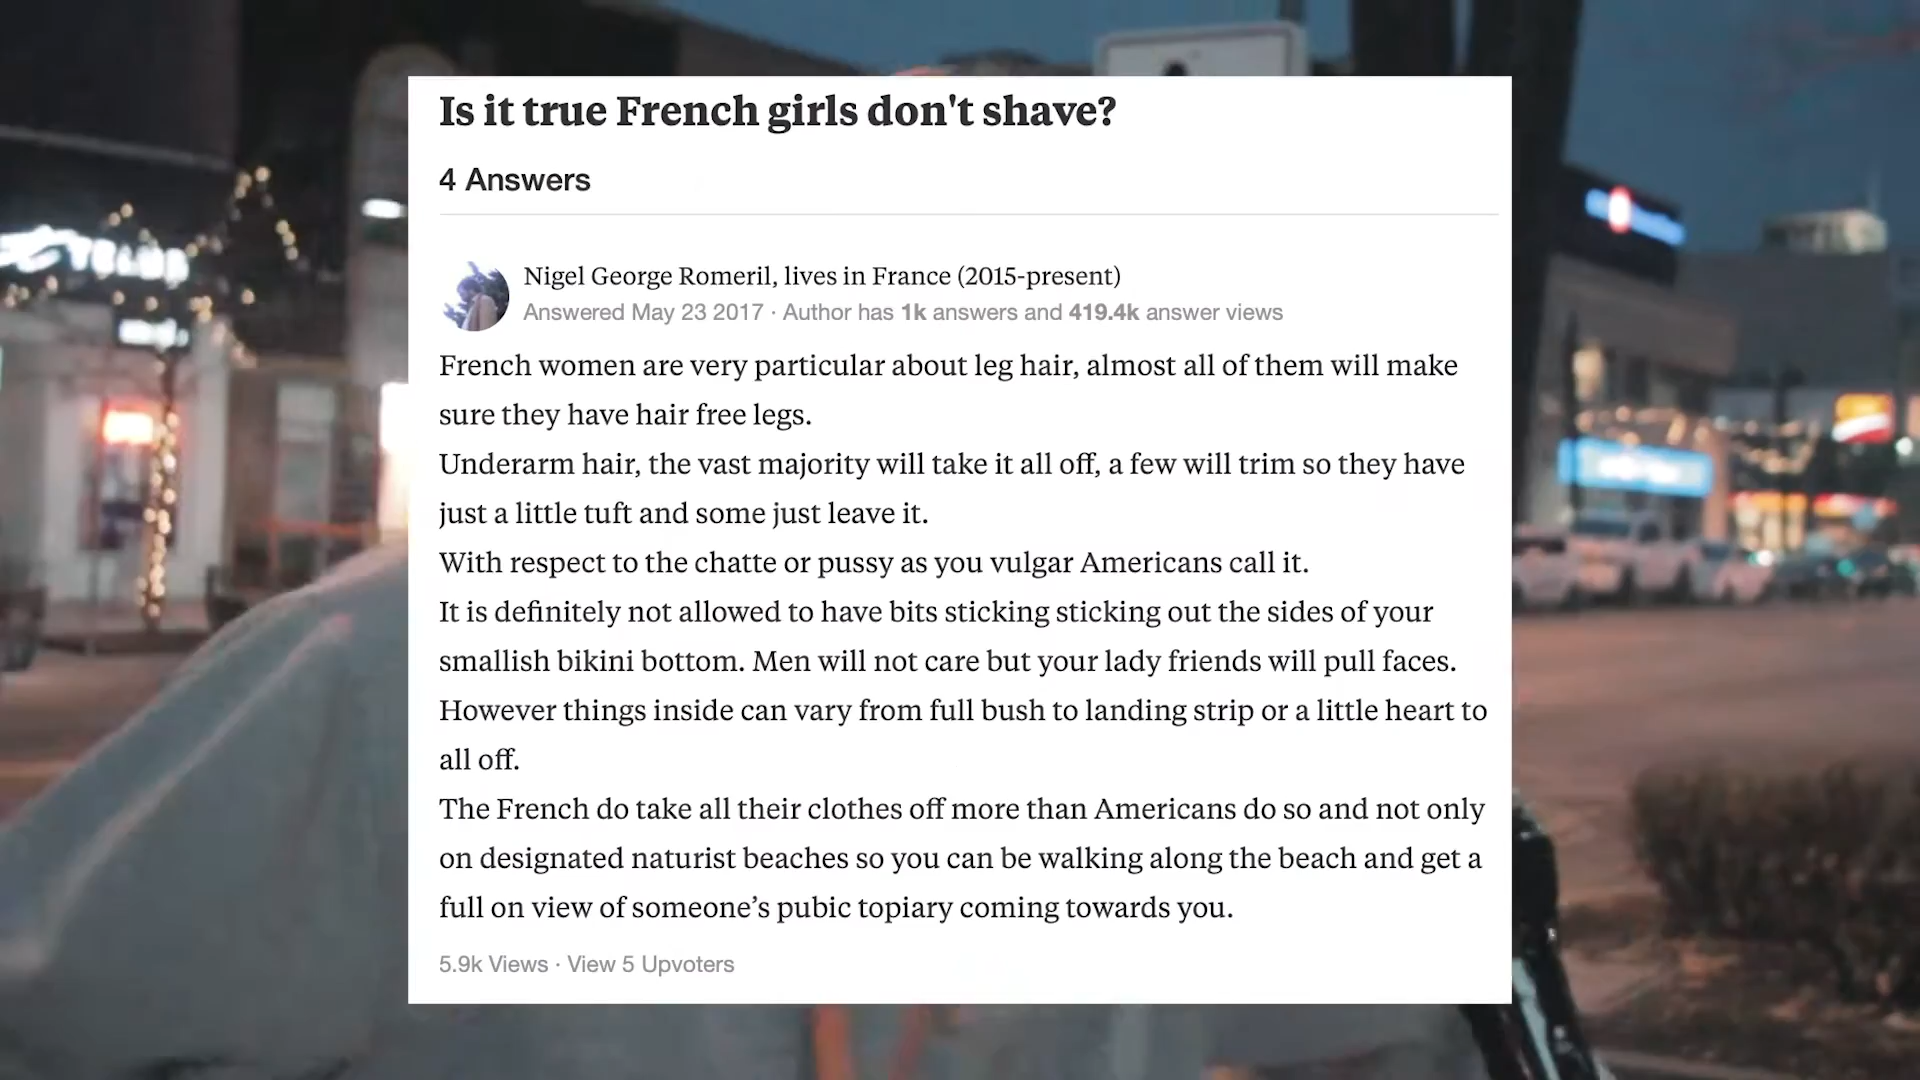 Is it true French girls don't shave?
4 Answers
Nigel George Romeril, lives in France (2015-present)
Answered May 23 2017 · Author has 1k answers and 419.4k answer views
French women are very particular about leg hair, almost all of them will make
sure they have hair free legs.
Underarm hair, the vast majority will take it all off, a few will trim so they have
just a little tuft and some just leave it.
With respect to the chatte or pussy as you vulgar Americans call it.
It is definitely not allowed to have bits sticking sticking out the sides of your
smallish bikini bottom. Men will not care but your lady friends will pull faces.
However things inside can vary from full bush to landing strip or a little heart to
all off.
The French do take all their clothes off more than Americans do so and not only
on designated naturist beaches so you can be walking along the beach and get a
full on view of someone’s pubic topiary coming towards you.
5.9k Views · View 5 Upvoters